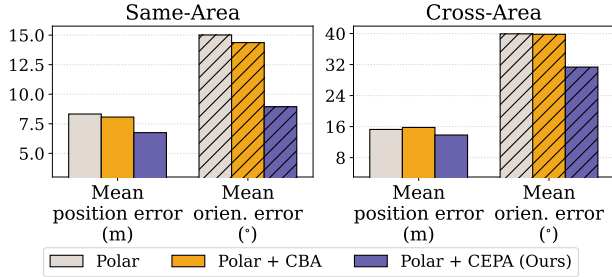 Same-Area
15.0
12.5
10.0
7.5
5.0
Mean
position error
(m)
Mean
orien. error
(°)
Cross-Area
40
32
24
16
8
Mean
position error
(m)
Mean
orien. error
(°)
Polar
Polar + CBA
Polar + CEPA (Ours)